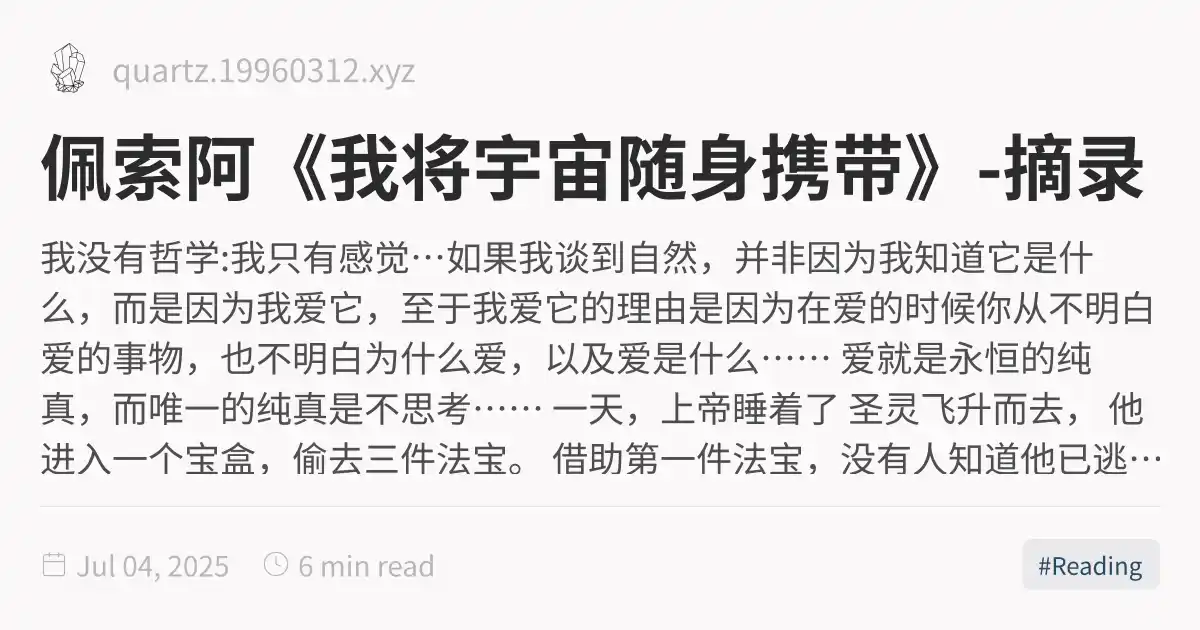 quartz.19960312.xyz
佩索阿《我将宇宙随身携带》-摘录
我没有哲学:我只有感觉…如果我谈到自然，并非因为我知道它是什
么，而是因为我爱它，至于我爱它的理由是因为在爱的时候你从不明白
爱的事物，也不明白为什么爱，以及爱是什么…… 爱就是永恒的纯
真，而唯一的纯真是不思考…… 一天，上帝睡着了 圣灵飞升而去， 他
进入一个宝盒，偷去三件法宝。 借助第一件法宝，没有人知道他已逃…
Jul 04, 2025
6 min read
#Reading